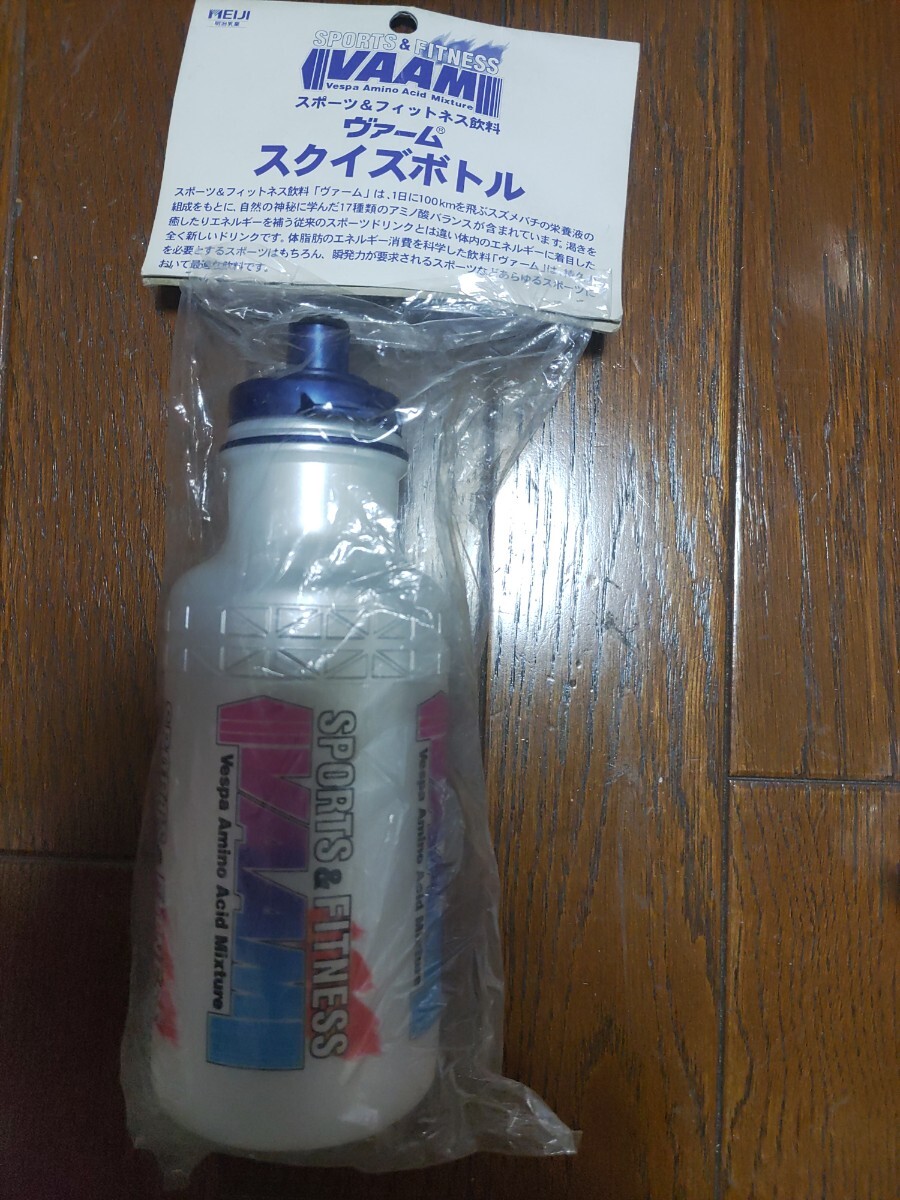 MEIJI
明治乳業
SPORTS & FITNESS
VAAM
Vespa Amino Acid Mixture
スポーツ＆フィットネス飲料
ヴァーム®
スクイズボトル
スポーツ＆フィットネス飲料「ヴァーム」は、1日に100kmを飛ぶスズメバチの栄養液の
組成をもとに、自然の神秘に学んだ17種類のアミノ酸バランスが含まれています。渇きを
癒したりエネルギーを補う従来のスポーツドリンクとは違い体内のエネルギーに着目した
全く新しいドリンクです。体脂肪のエネルギー消費を科学した飲料「ヴァーム」は、持久力
を必要とするスポーツはもちろん、瞬発力が要求されるスポーツなどあらゆるスポーツに
おいて最適な飲料です。
SPORTS & FITNESS
VAAM
Vespa Amino Acid Mixture
Vespa Amino Acid Mixture